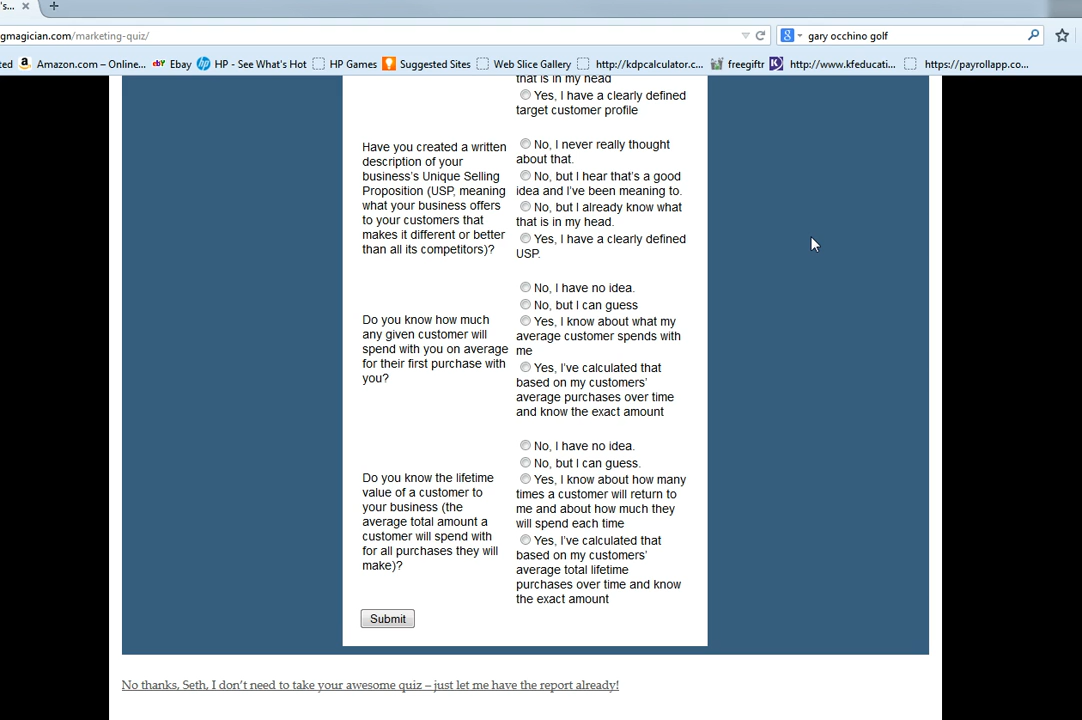 's...
gmagician.com/marketing-quiz/
gary occhino golf
ted
Amazon.com – Online...
Ebay
HP - See What's Hot
HP Games
Suggested Sites
Web Slice Gallery
http://kdpcalculator.c...
freegiftr
http://www.kfeducati...
https://payrollapp.co...
that is in my head
Yes, I have a clearly defined
target customer profile
Have you created a written
description of your
business's Unique Selling
Proposition (USP, meaning
what your business offers
to your customers that
makes it different or better
than all its competitors)?
No, I never really thought
about that.
No, but I hear that's a good
idea and I've been meaning to.
No, but I already know what
that is in my head.
Yes, I have a clearly defined
USP.
Do you know how much
any given customer will
spend with you on average
for their first purchase with
you?
No, I have no idea.
No, but I can guess
Yes, I know about what my
average customer spends with
me
Yes, I've calculated that
based on my customers'
average purchases over time
and know the exact amount
Do you know the lifetime
value of a customer to
your business (the
average total amount a
customer will spend with
for all purchases they will
make)?
No, I have no idea.
No, but I can guess.
Yes, I know about how many
times a customer will return to
me and about how much they
will spend each time
Yes, I've calculated that
based on my customers'
average total lifetime
purchases over time and know
the exact amount
Submit
No thanks, Seth, I don't need to take your awesome quiz – just let me have the report already!